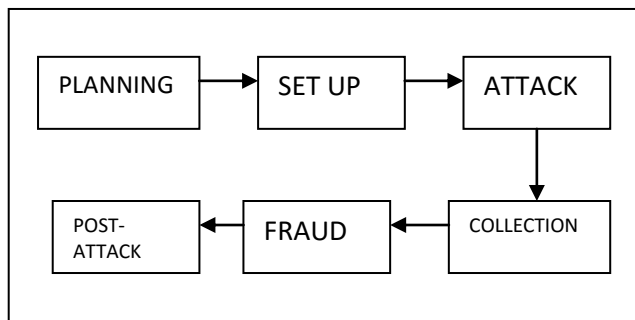 PLANNING
SET UP
ATTACK
COLLECTION
FRAUD
POST-
ATTACK